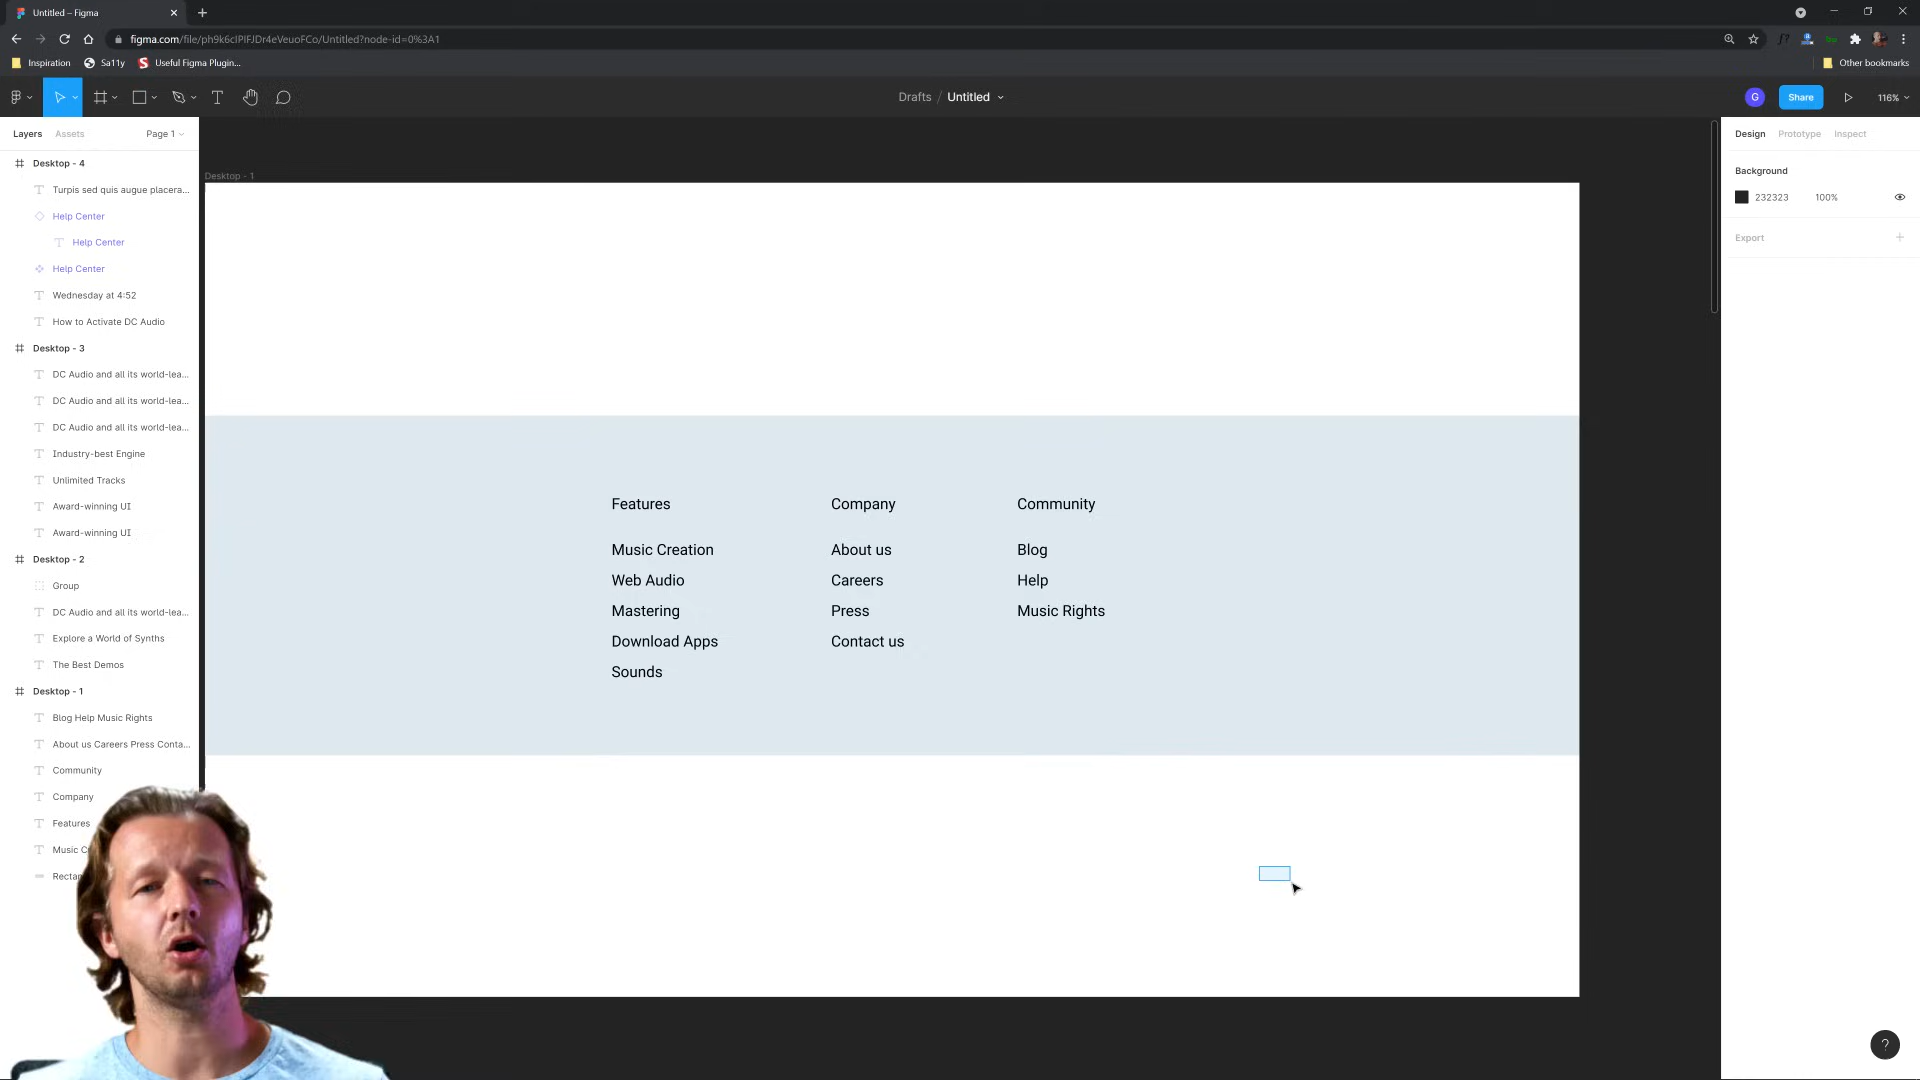 Untitled – Figma
figma.com/file/ph9k6cIPlFJDr4eVeuoFCo/Untitled?node-id=0%3A1
Inspiration
Sa11y
Useful Figma Plugin...
Other bookmarks
Drafts / Untitled
G
Share
116%
Layers
Assets
Page 1
Design
Prototype
Inspect
Desktop - 4
Turpis sed quis augue placera...
Help Center
Help Center
Help Center
Wednesday at 4:52
How to Activate DC Audio
Desktop - 3
DC Audio and all its world-lea...
DC Audio and all its world-lea...
DC Audio and all its world-lea...
Industry-best Engine
Unlimited Tracks
Award-winning UI
Award-winning UI
Desktop - 2
Group
DC Audio and all its world-lea...
Explore a World of Synths
The Best Demos
Desktop - 1
Blog Help Music Rights
About us Careers Press Conta...
Community
Company
Features
Music C
Rectan
Desktop - 1
Features
Music Creation
Web Audio
Mastering
Download Apps
Sounds
Company
About us
Careers
Press
Contact us
Community
Blog
Help
Music Rights
Background
232323
100%
Export
?